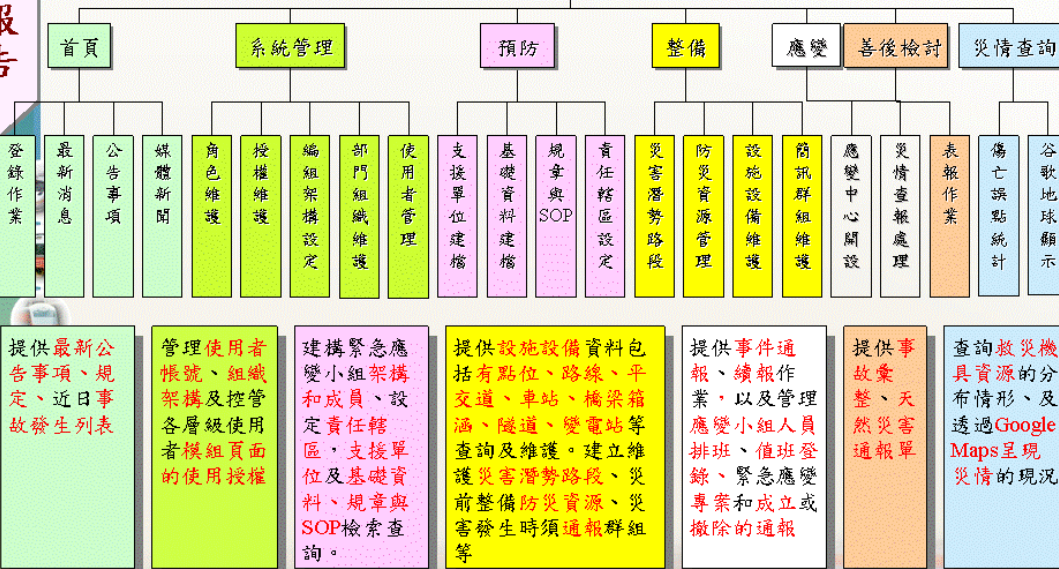 報
告
首頁
系統管理
預防
整備
應變
善後檢討
災情查詢
登錄作業
最新消息
公告事項
媒體新聞
角色維護
授權維護
編組架構設定
部門組織維護
使用者管理
支援單位建檔
基礎資料建檔
規章與SOP
責任轄區設定
災害潛勢路段
防災資源管理
設施設備維護
簡訊群組維護
應變中心開設
災情查報處理
表報作業
傷亡誤點統計
谷歌地球顯示
提供最新公
告事項、規
定、近日事
故發生列表
管理使用者
帳號、組織
架構及控管
各層級使用
者模組頁面
的使用授權
建構緊急應
變小組架構
和成員、設
定責任轄
區，支援單
位及基礎資
料、規章與
SOP檢索查
詢。
提供設施設備資料包
括有點位、路線、平
交道、車站、橋梁箱
涵、隧道、變電站等
查詢及維護。建立維
護災害潛勢路段、災
前整備防災資源、災
害發生時須通報群組
等
提供事件通
報、續報作
業，以及管理
應變小組人員
排班、值班登
錄、緊急應變
專案和成立或
撤除的通報
提供事
故彙
整、天
然災害
通報單
查詢救災機
具資源的分
布情形、及
透過Google
Maps呈現
災情的現況